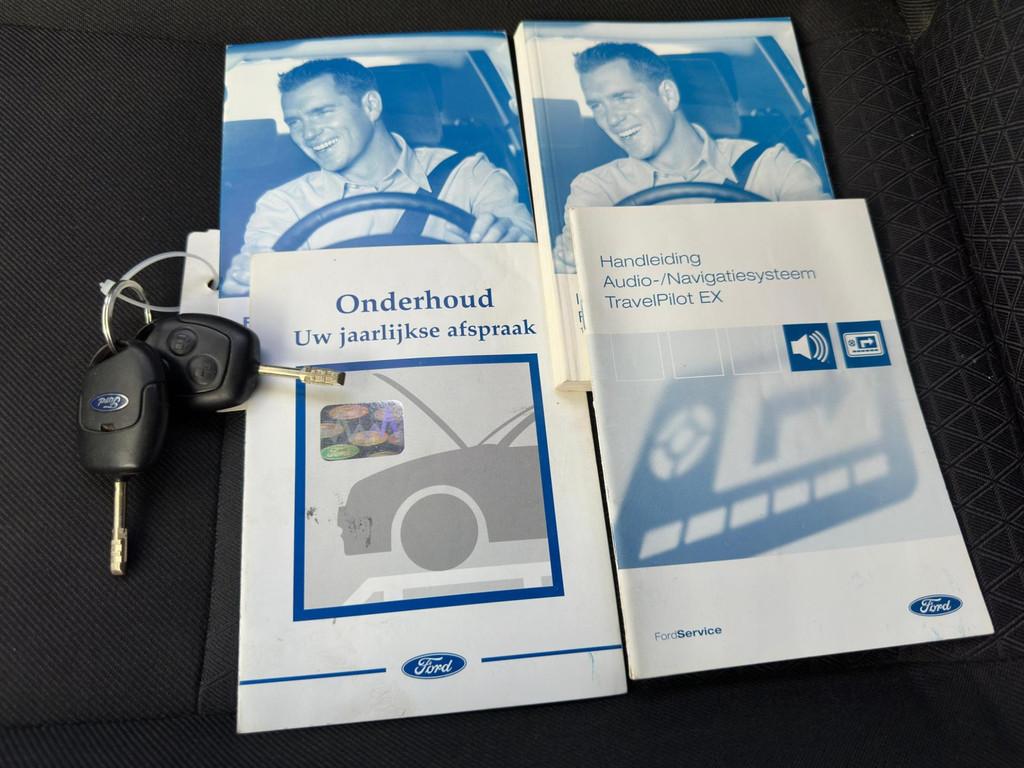 Onderhoud
Uw jaarlijkse afspraak
Ford
Handleiding
Audio-/Navigatiesysteem
TravelPilot EX
FordService
Ford
Ford